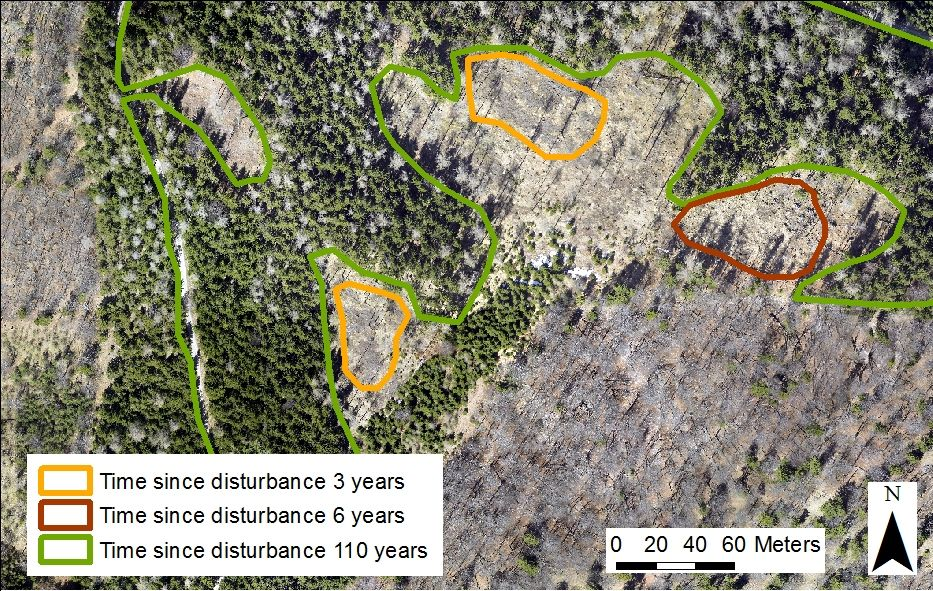 Time since disturbance 3 years
Time since disturbance 6 years
Time since disturbance 110 years
0 20 40 60 Meters
N